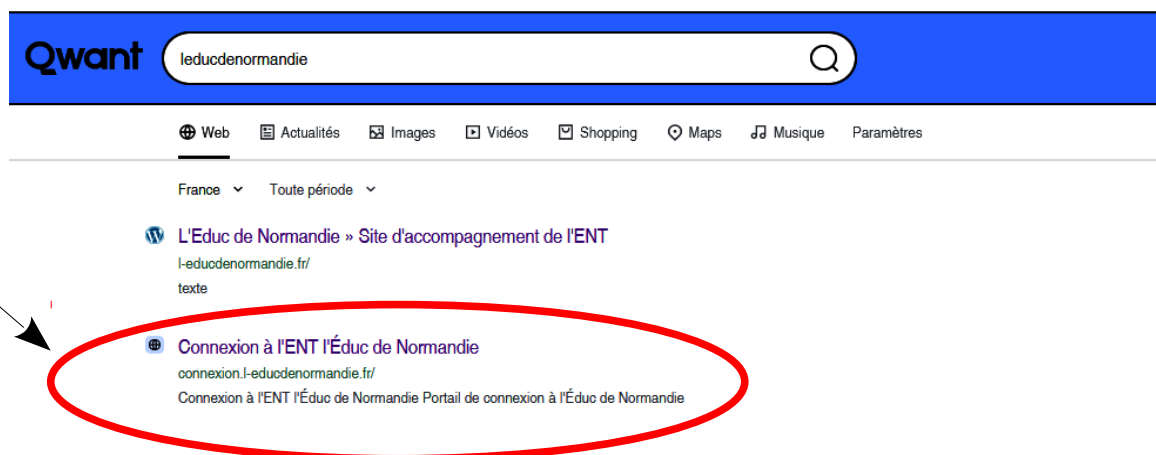 Qwant
leducdenormandie
Web Actualités Images Vidéos Shopping Maps Musique Paramètres
France Toute période
L'Educ de Normandie » Site d'accompagnement de l'ENT
l-educdenormandie.fr/
texte
Connexion à l'ENT l'Éduc de Normandie
connexion.l-educdenormandie.fr/
Connexion à l'ENT l'Éduc de Normandie Portail de connexion à l'Éduc de Normandie